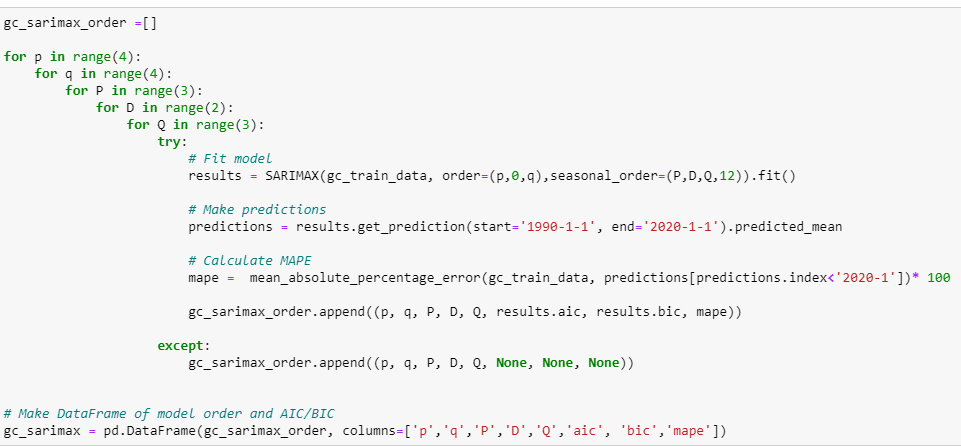 gc_sarimax_order =[]
for p in range(4):
    for q in range(4):
        for P in range(3):
            for D in range(2):
                for Q in range(3):
                    try:
                        # Fit model
                        results = SARIMAX(gc_train_data, order=(p,0,q),seasonal_order=(P,D,Q,12)).fit()
                        # Make predictions
                        predictions = results.get_prediction(start='1990-1-1', end='2020-1-1').predicted_mean
                        # Calculate MAPE
                        mape =  mean_absolute_percentage_error(gc_train_data, predictions[predictions.index<'2020-1'])* 100
                        gc_sarimax_order.append((p, q, P, D, Q, results.aic, results.bic, mape))
                    except:
                        gc_sarimax_order.append((p, q, P, D, Q, None, None, None))
# Make DataFrame of model order and AIC/BIC
gc_sarimax = pd.DataFrame(gc_sarimax_order, columns=['p','q','P','D','Q','aic', 'bic','mape'])